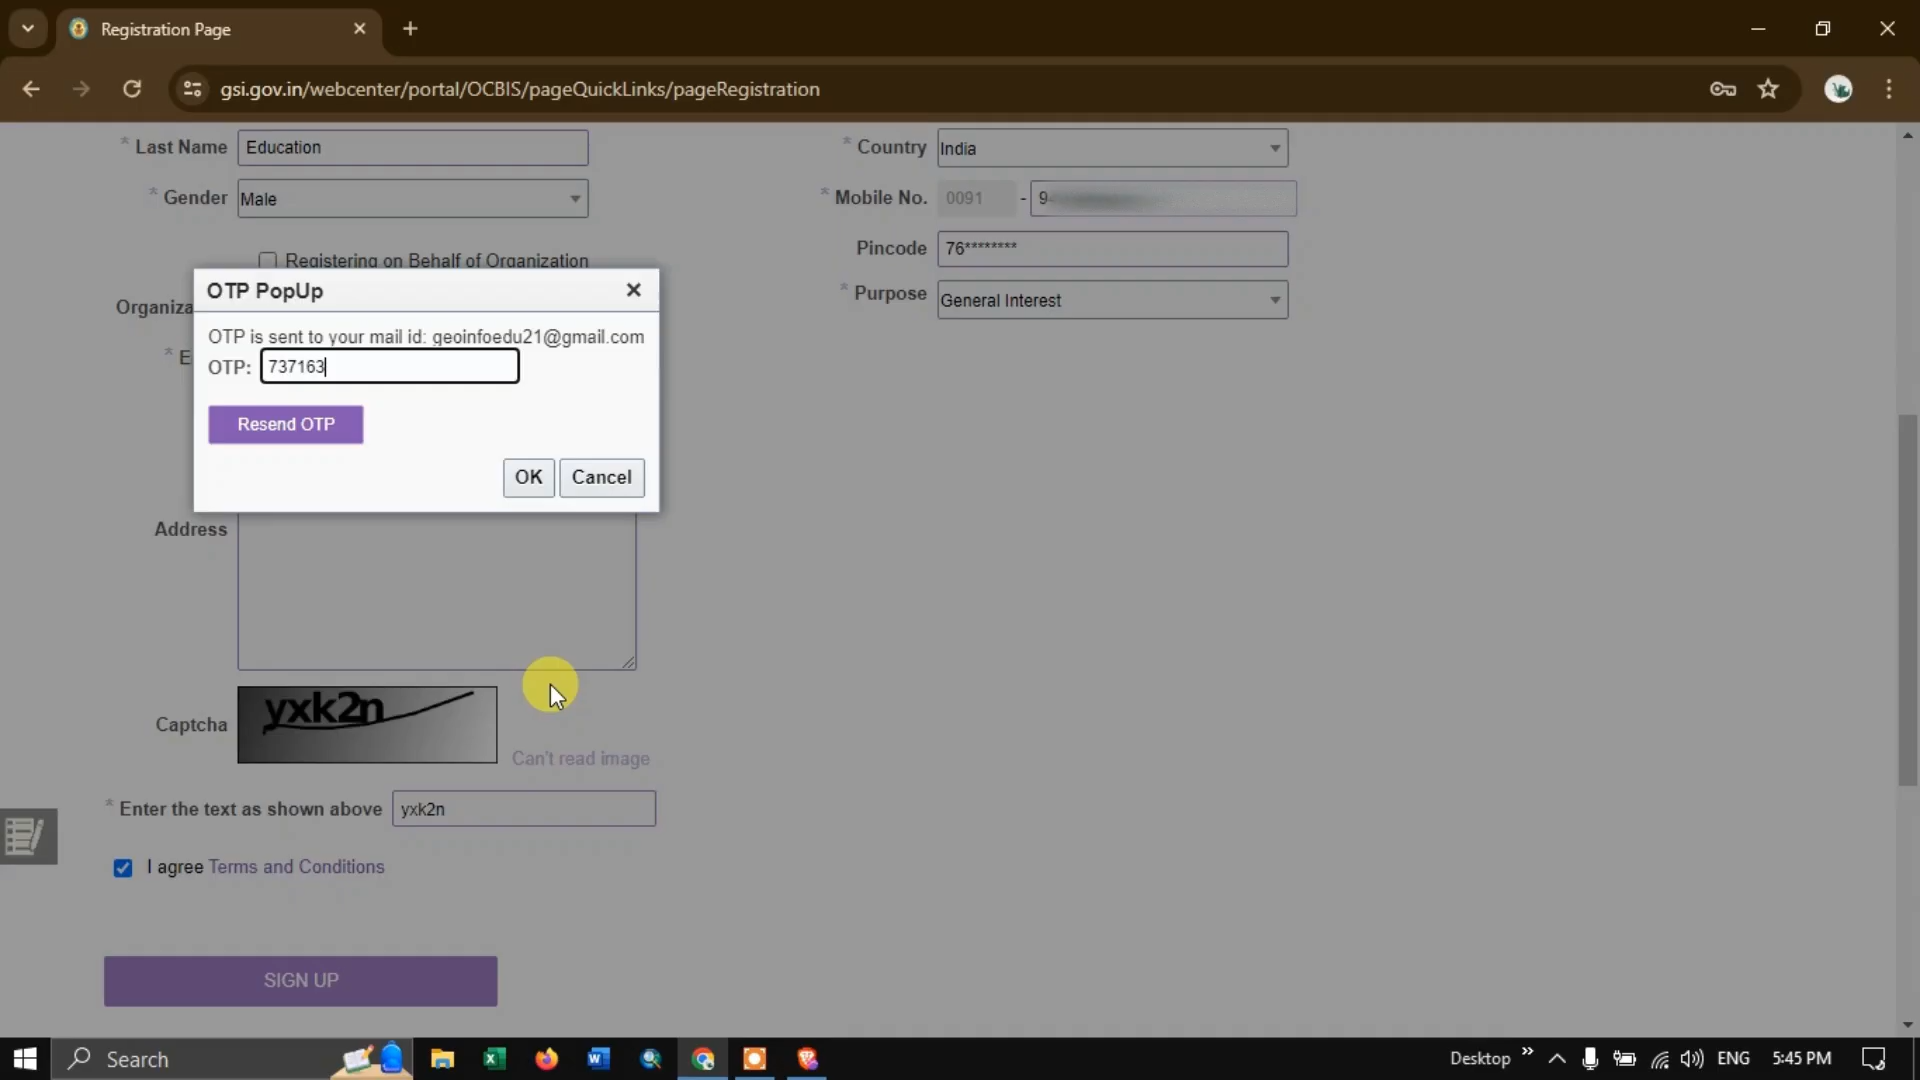 Registration Page
gsi.gov.in/webcenter/portal/OCBIS/pageQuickLinks/pageRegistration
* Last Name Education
* Country India
* Gender Male
* Mobile No. 0091 - 9
Registering on Behalf of Organization
Pincode 76********
OTP PopUp
Organiza
* Purpose General Interest
OTP is sent to your mail id: geoinfoedu21@gmail.com
* E
OTP: 737163
Resend OTP
OK Cancel
Address
Captcha yxk2n
Can't read image
* Enter the text as shown above yxk2n
I agree Terms and Conditions
SIGN UP
Search
Desktop » ENG 5:45 PM